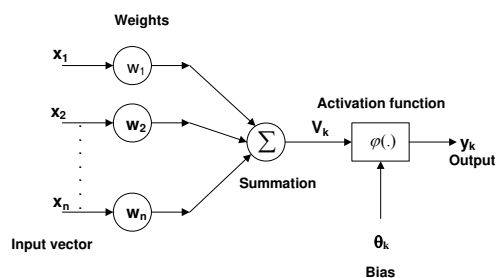 Weights
x1
w1
x2
w2
xn
wn
Input vector
∑
Summation
Vk
Activation function
φ(.)
yk
Output
θk
Bias